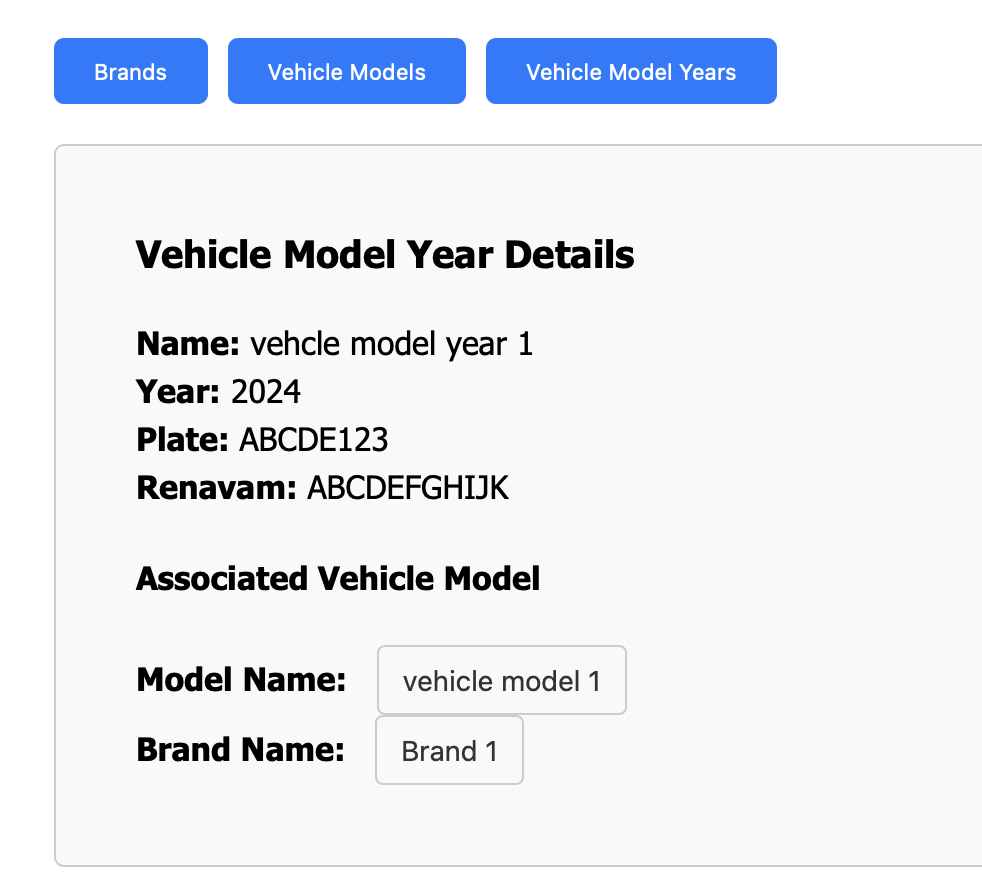 Brands Vehicle Models Vehicle Model Years
Vehicle Model Year Details
Name: vehcle model year 1
Year: 2024
Plate: ABCDE123
Renavam: ABCDEFGHIJK
Associated Vehicle Model
Model Name: vehicle model 1
Brand Name: Brand 1